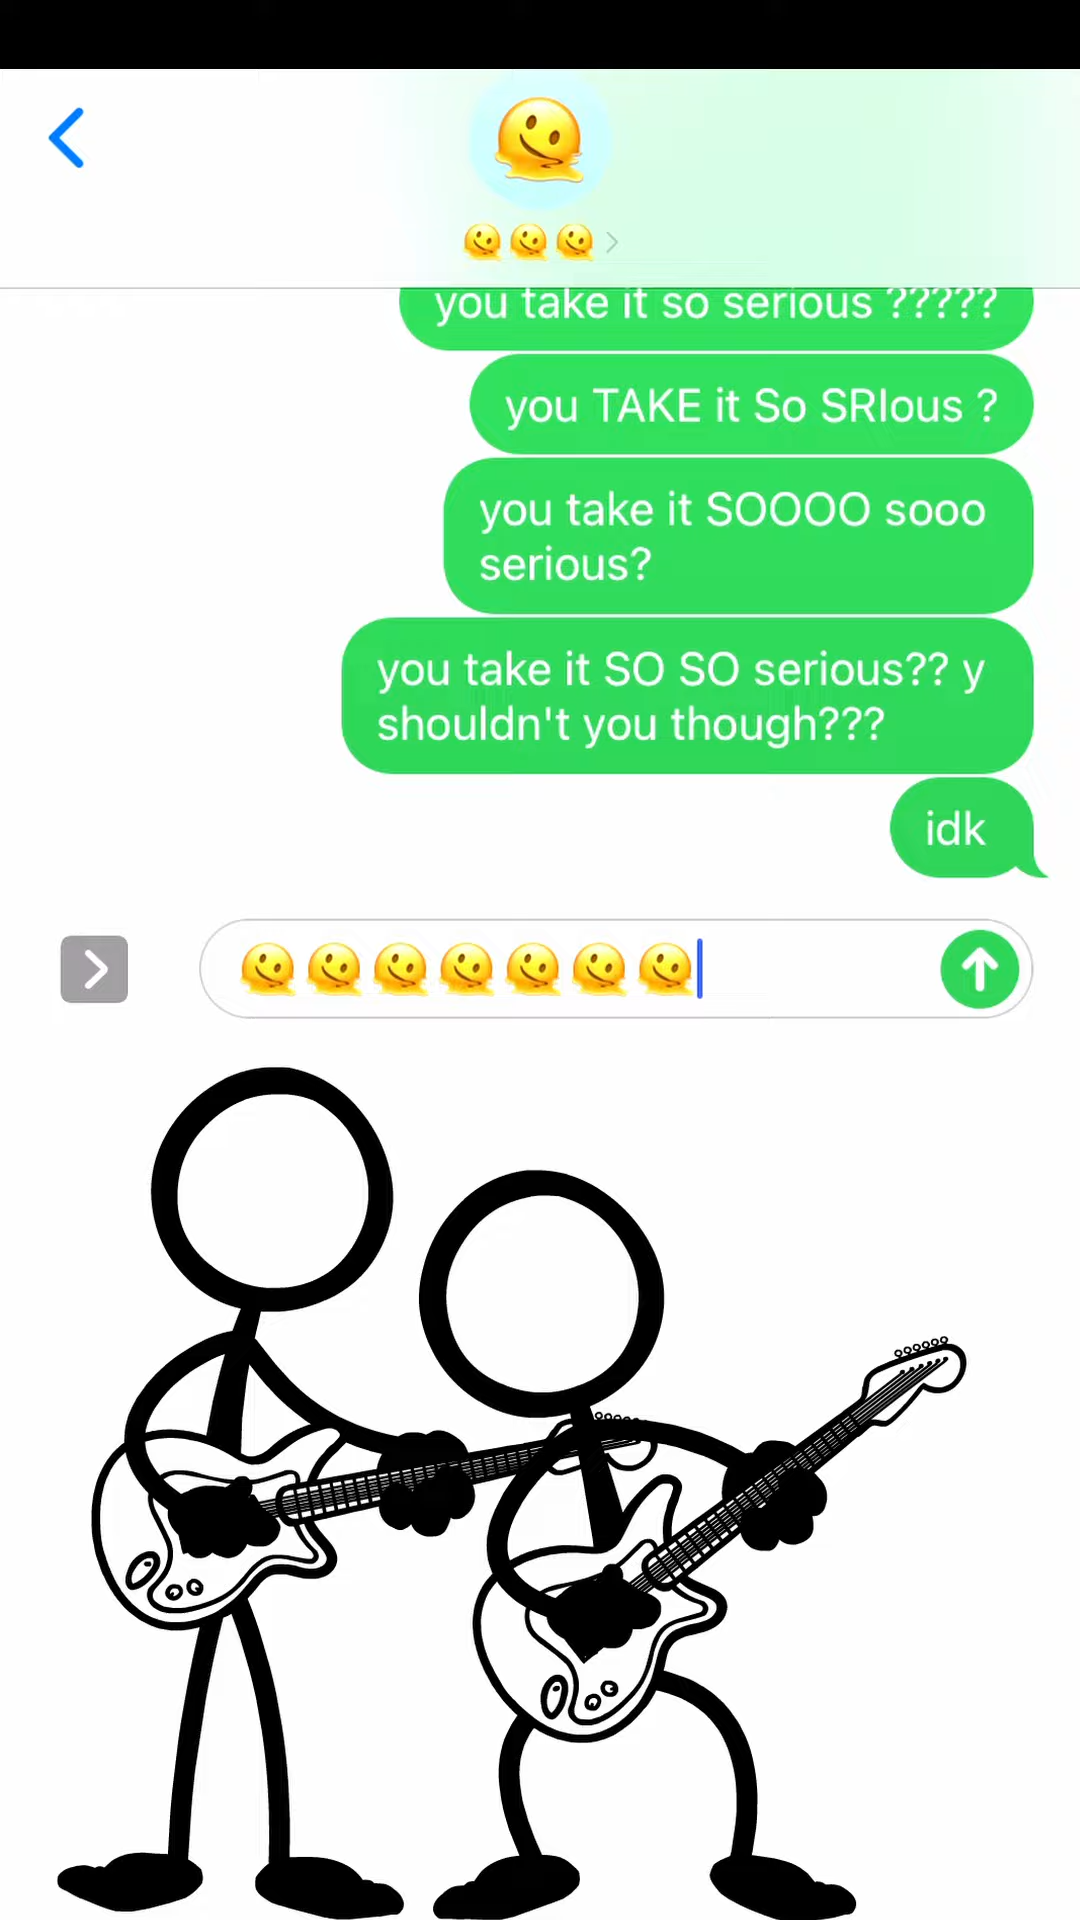 🫠🫠🫠
you take it so serious ?????
you TAKE it So SRIous ?
you take it SOOOO sooo
serious?
you take it SO SO serious?? y
shouldn't you though???
idk
🫠🫠🫠🫠🫠🫠🫠